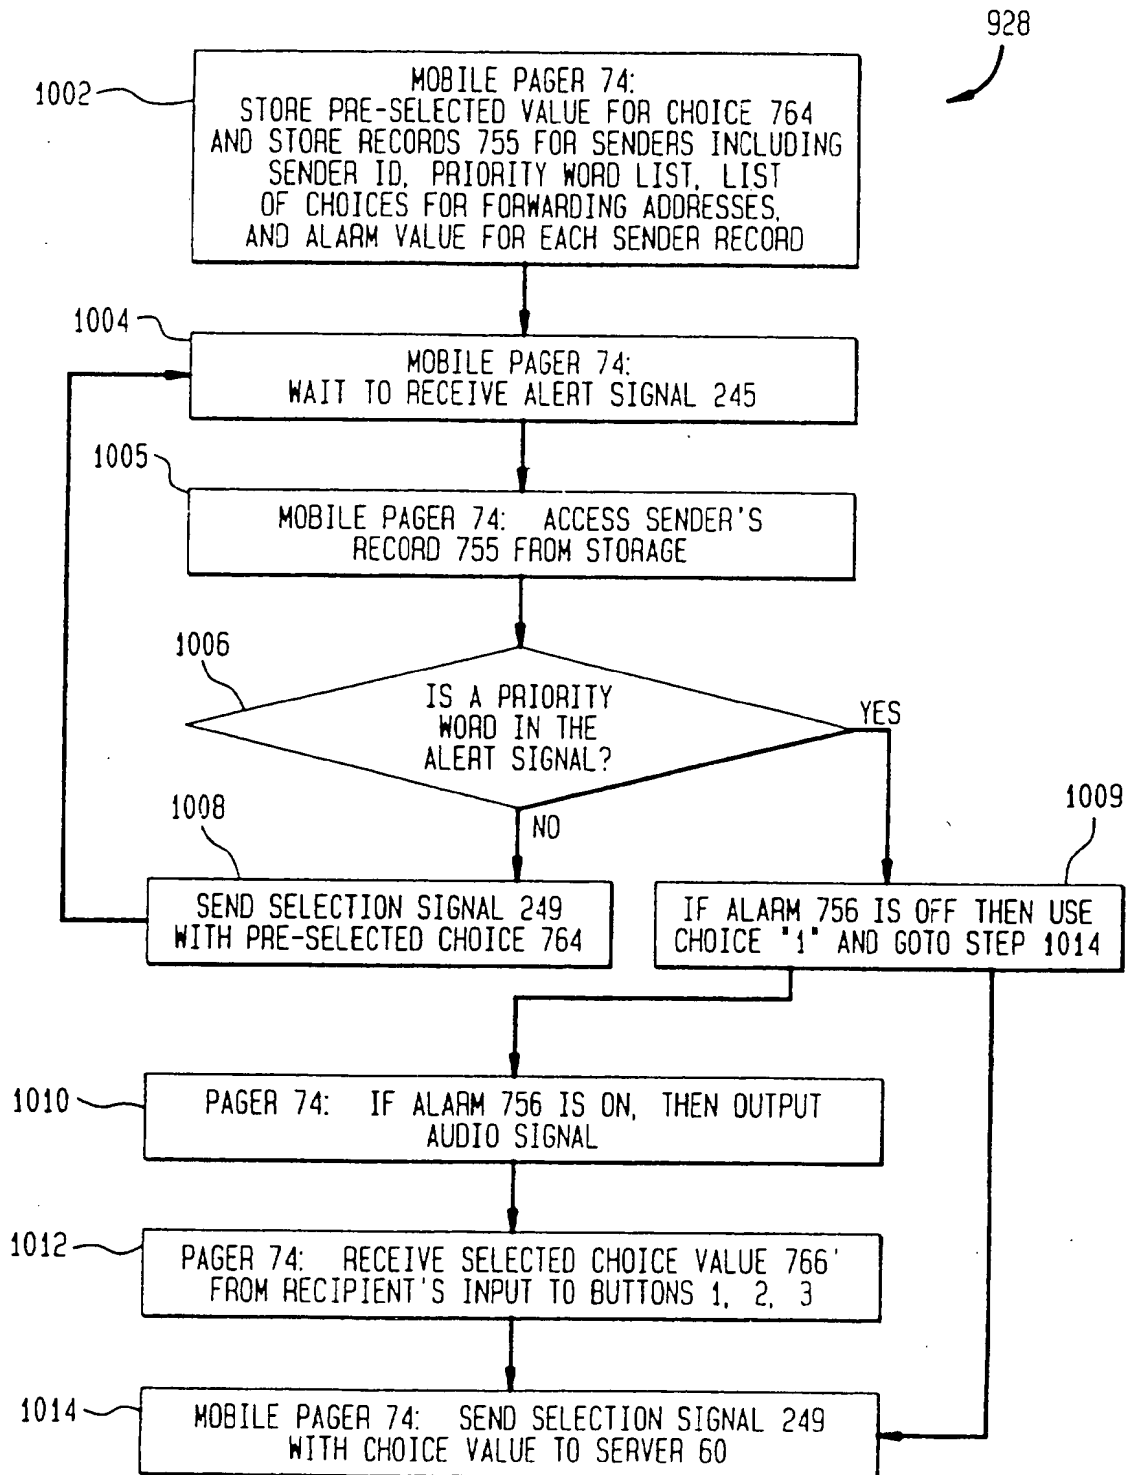 928
1002
MOBILE PAGER 74:
STORE PRE-SELECTED VALUE FOR CHOICE 764
AND STORE RECORDS 755 FOR SENDERS INCLUDING
SENDER ID, PRIORITY WORD LIST, LIST
OF CHOICES FOR FORWARDING ADDRESSES,
AND ALARM VALUE FOR EACH SENDER RECORD
1004
MOBILE PAGER 74:
WAIT TO RECEIVE ALERT SIGNAL 245
1005
MOBILE PAGER 74: ACCESS SENDER'S
RECORD 755 FROM STORAGE
1006
IS A PRIORITY
WORD IN THE
ALERT SIGNAL?
YES
NO
1008
SEND SELECTION SIGNAL 249
WITH PRE-SELECTED CHOICE 764
1009
IF ALARM 756 IS OFF THEN USE
CHOICE "1" AND GOTO STEP 1014
1010
PAGER 74: IF ALARM 756 IS ON, THEN OUTPUT
AUDIO SIGNAL
1012
PAGER 74: RECEIVE SELECTED CHOICE VALUE 766'
FROM RECIPIENT'S INPUT TO BUTTONS 1, 2, 3
1014
MOBILE PAGER 74: SEND SELECTION SIGNAL 249
WITH CHOICE VALUE TO SERVER 60